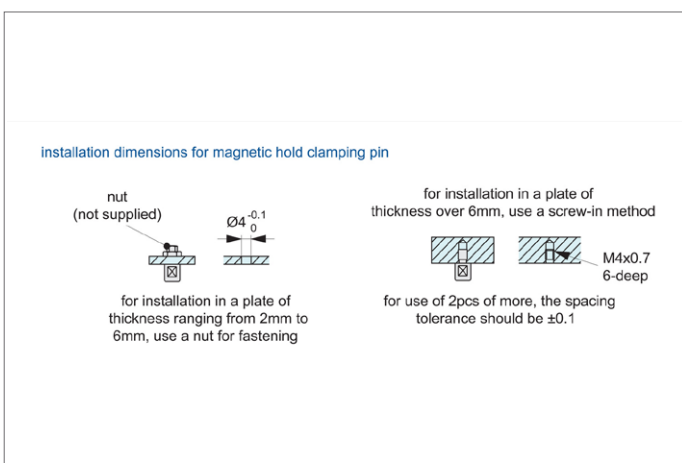 installation dimensions for magnetic hold clamping pin
nut
(not supplied)
Ø4 -0.1 0
for installation in a plate of
thickness ranging from 2mm to
6mm, use a nut for fastening
for installation in a plate of
thickness over 6mm, use a screw-in method
M4x0.7
6-deep
for use of 2pcs of more, the spacing
tolerance should be ±0.1